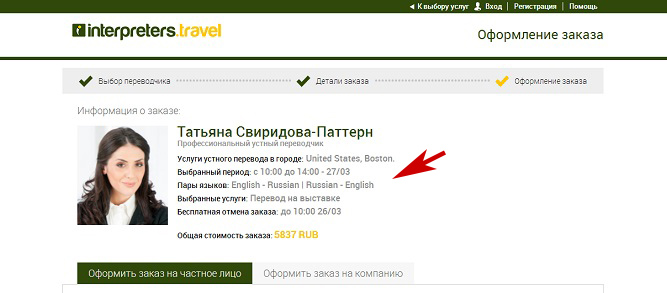 ◄ К выбору услуг Вход | Регистрация | Помощь
interpreters.travel
Оформление заказа
Выбор переводчика Детали заказа Оформление заказа
Информация о заказе:
Татьяна Свиридова-Паттерн
Профессиональный устный переводчик
Услуги устного перевода в городе: United States, Boston.
Выбранный период: с 10:00 до 14:00 - 27/03
Пары языков: English - Russian | Russian - English
Выбранные услуги: Перевод на выставке
Бесплатная отмена заказа: до 10:00 26/03
Общая стоимость заказа: 5837 RUB
Оформить заказ на частное лицо Оформить заказ на компанию